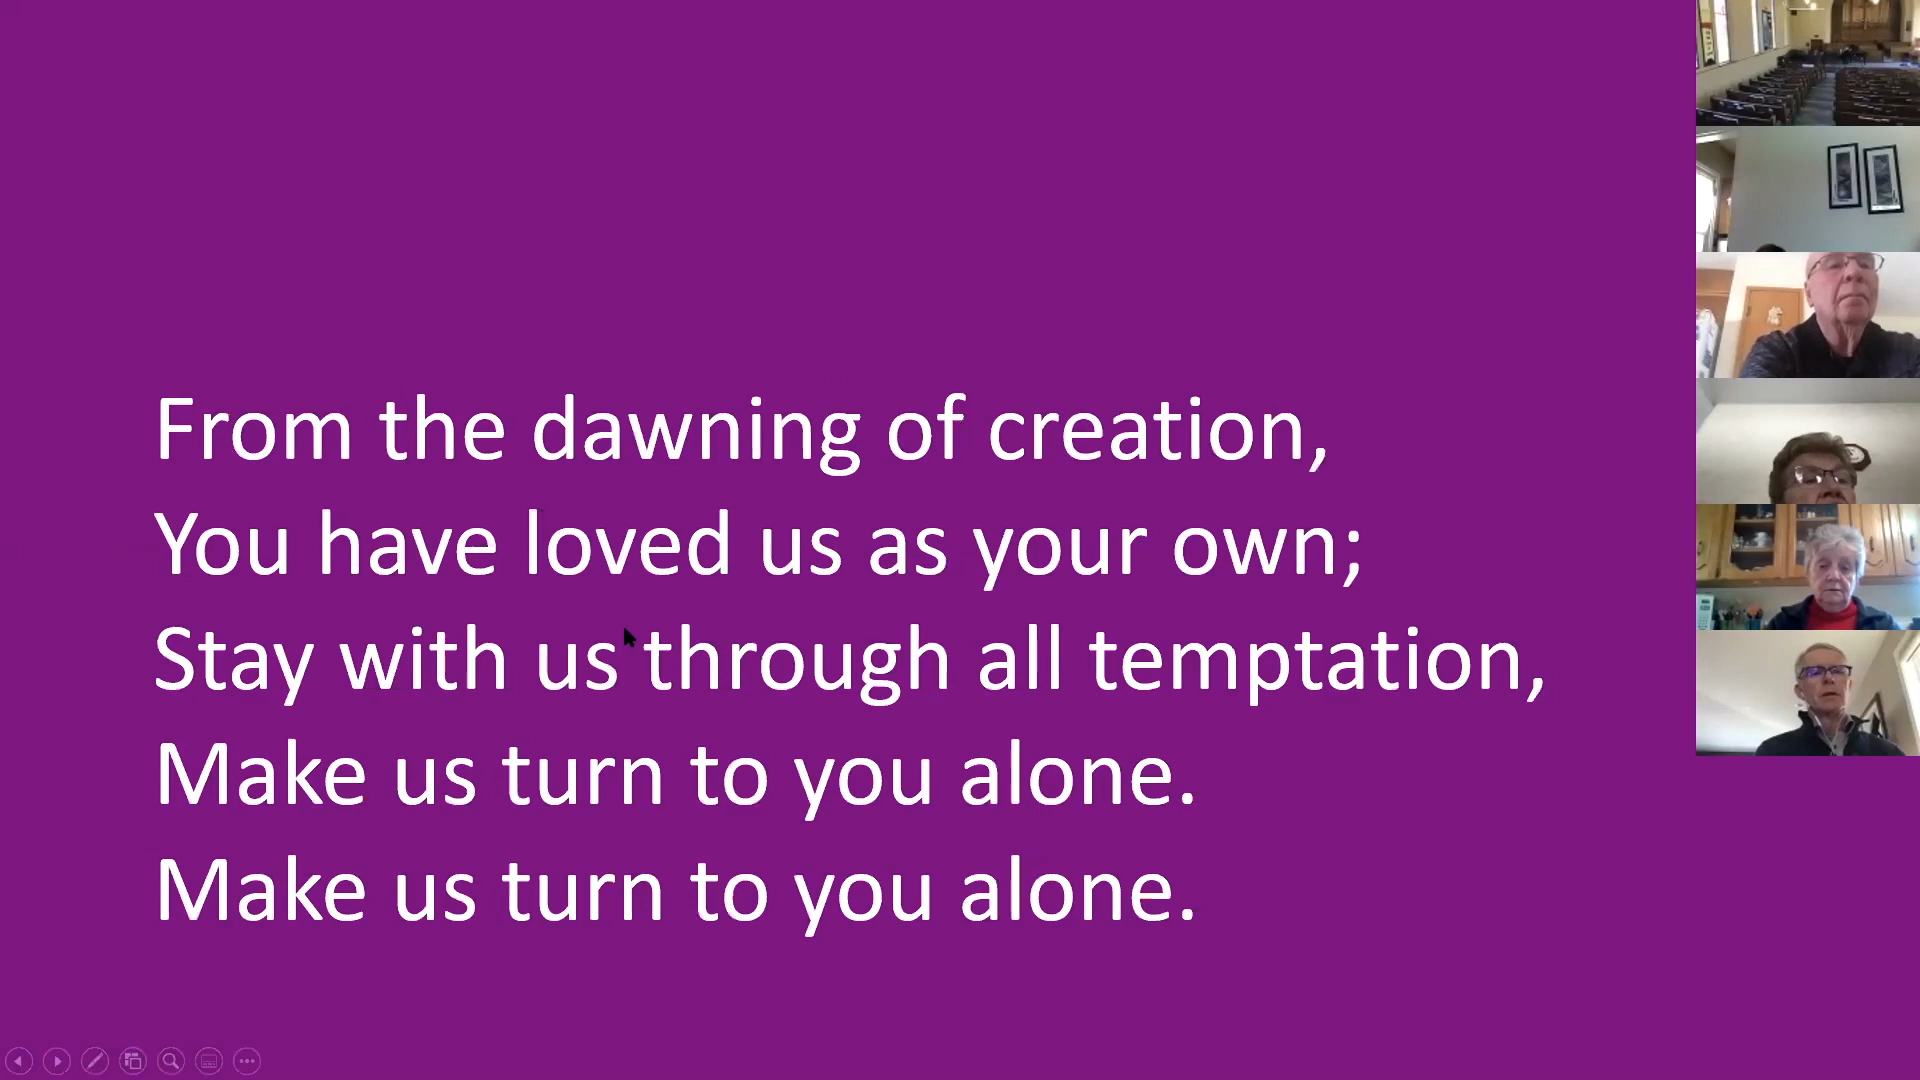 From the dawning of creation,
You have loved us as your own;
Stay with us through all temptation,
Make us turn to you alone.
Make us turn to you alone.